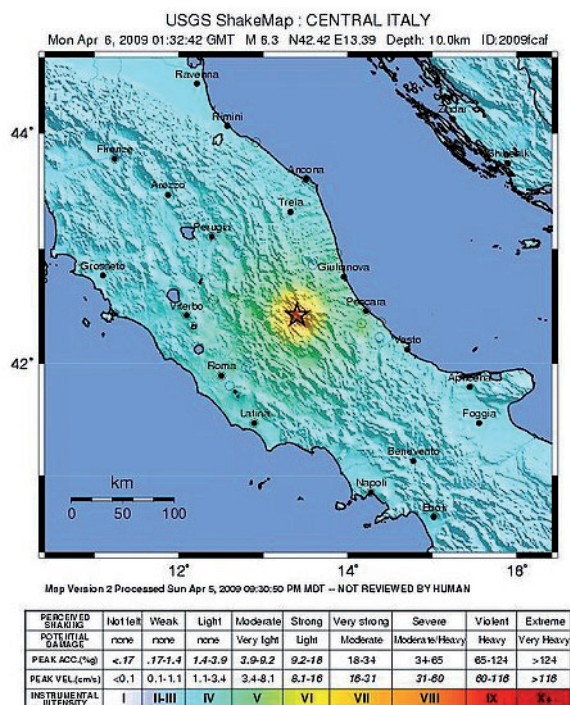 USGS ShakeMap : CENTRAL ITALY
Mon Apr 6, 2009 01:32:42 GMT M 6.3 N42.42 E13.39 Depth: 10.0km ID:2009fcaf
Ravenna
Zadar
Rimini
44°
Firenze
Shibenik
Arezzo
Ancona
Treia
Perugia
Grosseto
Giulianova
Viterbo
Pescara
42°
Vasto
Roma
Apricena
Latina
Foggia
Benevento
km
Napoli
0 50 100
Eboli
12° 14° 16°
Map Version 2 Processed Sun Apr 5, 2009 09:30:50 PM MDT -- NOT REVIEWED BY HUMAN
PERCEIVED SHAKING Not felt Weak Light Moderate Strong Very strong Severe Violent Extreme
POTENTIAL DAMAGE none none none Very light Light Moderate Moderate/Heavy Heavy Very Heavy
PEAK ACC.(%g) <.17 .17-1.4 1.4-3.9 3.9-9.2 9.2-18 18-34 34-65 65-124 >124
PEAK VEL.(cm/s) <0.1 0.1-1.1 1.1-3.4 3.4-8.1 8.1-16 16-31 31-60 60-116 >116
INSTRUMENTAL INTENSITY I II-III IV V VI VII VIII IX X+